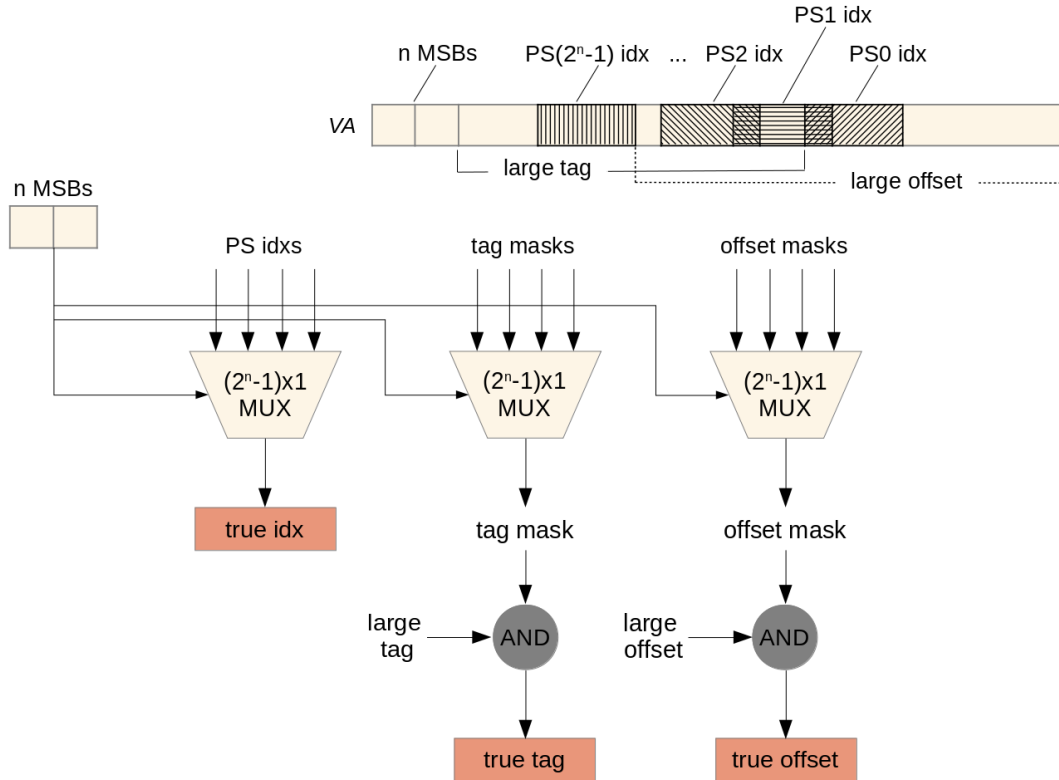 PS1 idx
n MSBs
PS(2ⁿ-1) idx
...
PS2 idx
PS0 idx
VA
large tag
large offset
n MSBs
PS idxs
tag masks
offset masks
(2ⁿ-1)x1
MUX
(2ⁿ-1)x1
MUX
(2ⁿ-1)x1
MUX
true idx
tag mask
offset mask
large
tag
AND
large
offset
AND
true tag
true offset